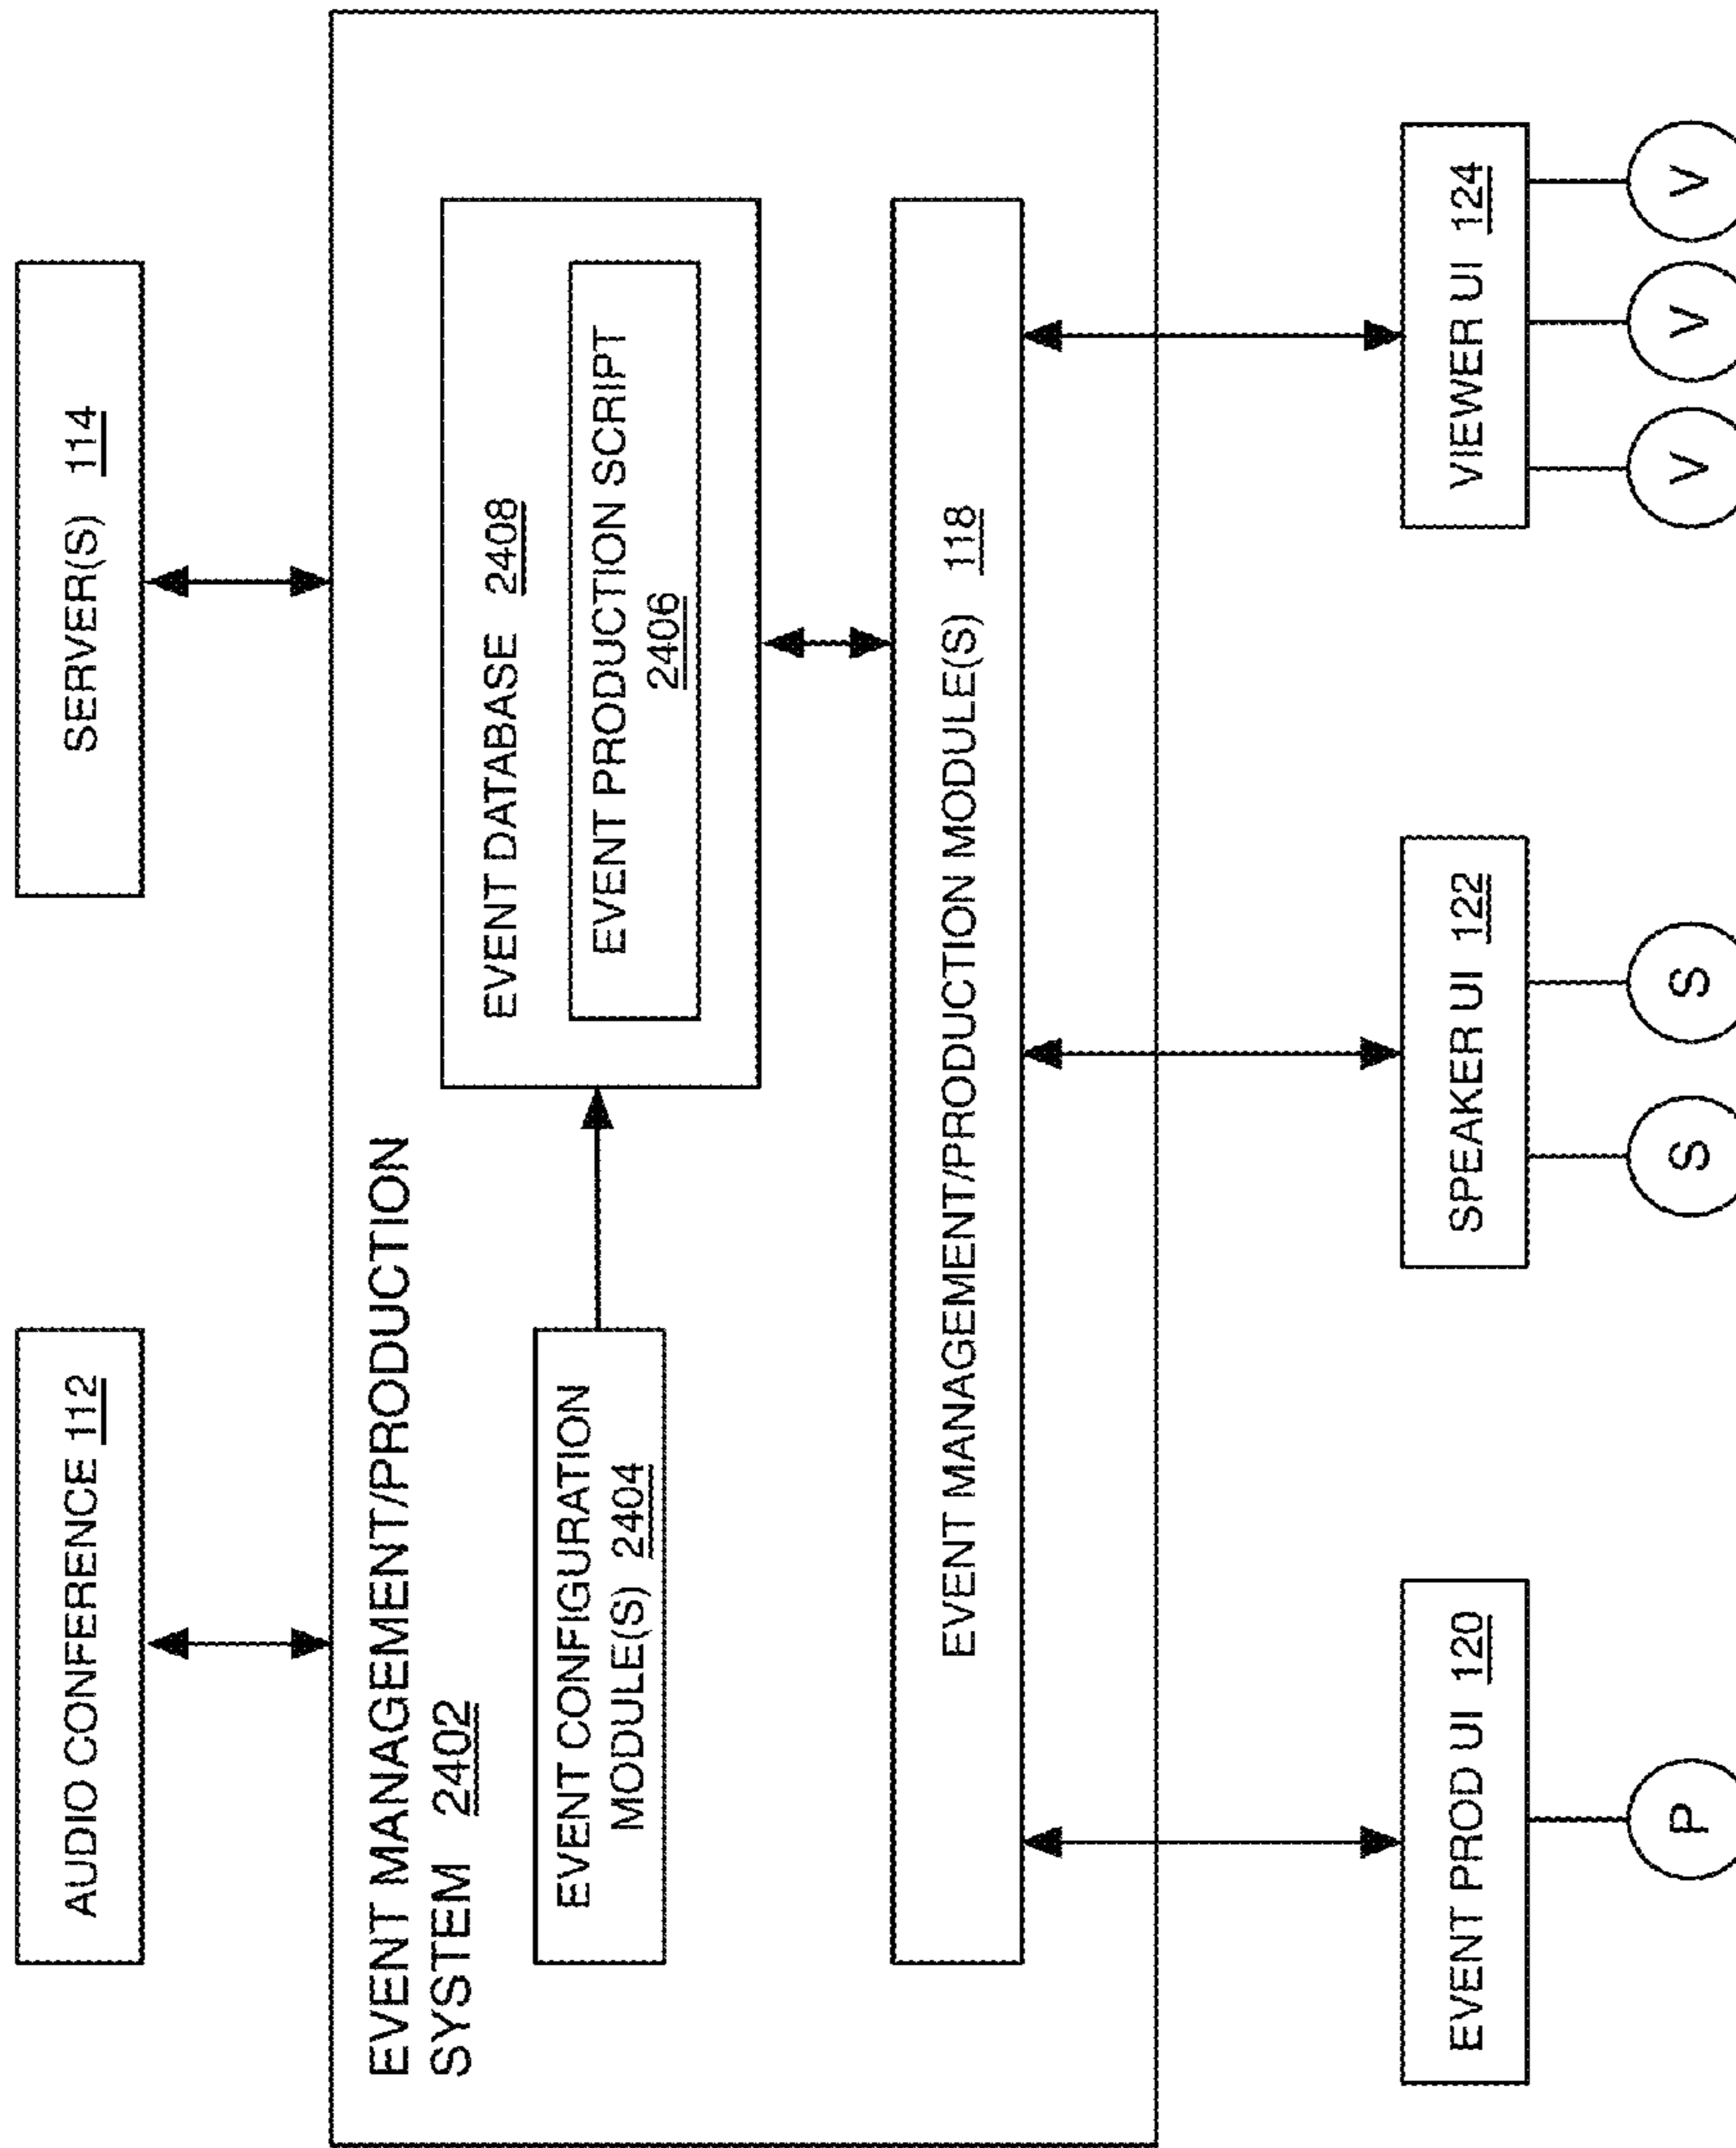 AUDIO CONFERENCE 112
SERVER(S) 114
EVENT MANAGEMENT/PRODUCTION
SYSTEM 2402
EVENT DATABASE 2408
EVENT CONFIGURATION
MODULE(S) 2404
EVENT PRODUCTION SCRIPT
2406
EVENT MANAGEMENT/PRODUCTION MODULE(S) 118
EVENT PROD UI 120
SPEAKER UI 122
VIEWER UI 124
P
S
S
V
V
V